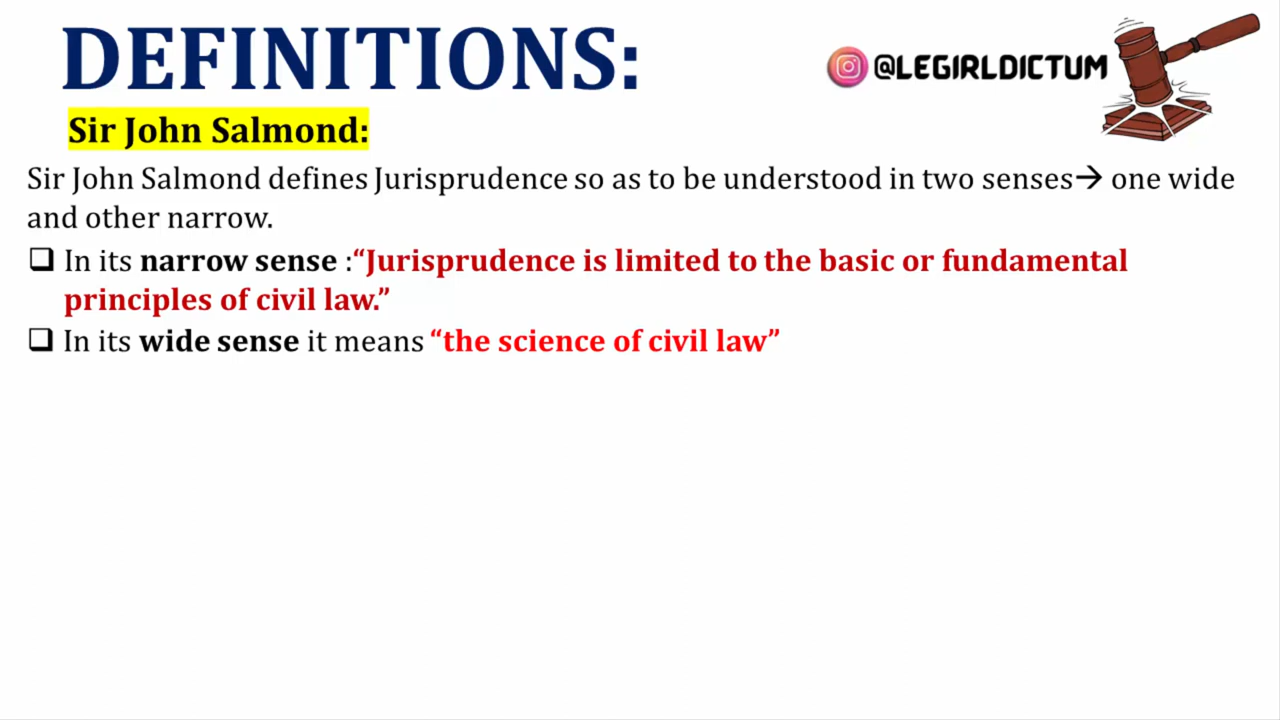 DEFINITIONS:
@LEGIRLDICTUM
Sir John Salmond:
Sir John Salmond defines Jurisprudence so as to be understood in two senses→ one wide
and other narrow.
❑ In its narrow sense :“Jurisprudence is limited to the basic or fundamental
principles of civil law.”
❑ In its wide sense it means “the science of civil law”